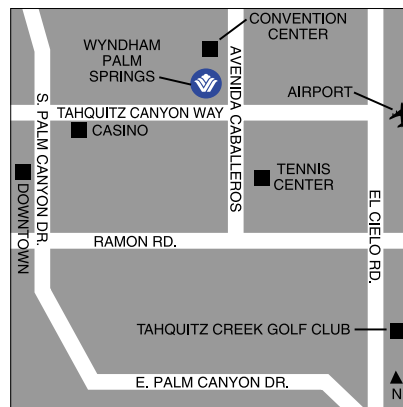 CONVENTION
CENTER
WYNDHAM
PALM
SPRINGS
AVENIDA CABALLEROS
AIRPORT
S. PALM CANYON DR.
TAHQUITZ CANYON WAY
CASINO
TENNIS
CENTER
DOWNTOWN
EL CIELO RD.
RAMON RD.
TAHQUITZ CREEK GOLF CLUB
E. PALM CANYON DR.
N